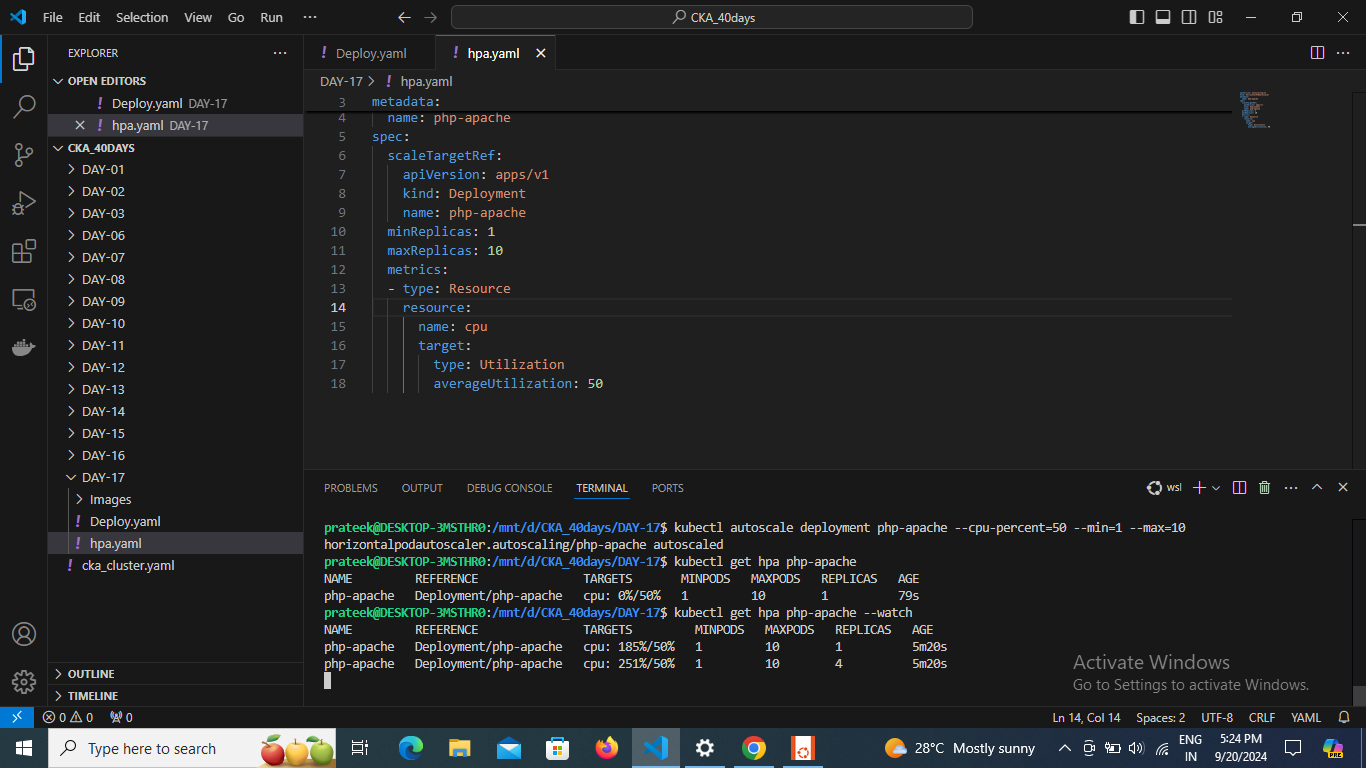 File Edit Selection View Go Run ··· CKA_40days
EXPLORER ···
OPEN EDITORS
! Deploy.yaml DAY-17
! hpa.yaml DAY-17
CKA_40DAYS
DAY-01
DAY-02
DAY-03
DAY-06
DAY-07
DAY-08
DAY-09
DAY-10
DAY-11
DAY-12
DAY-13
DAY-14
DAY-15
DAY-16
DAY-17
Images
! Deploy.yaml
! hpa.yaml
! cka_cluster.yaml
OUTLINE
TIMELINE
! Deploy.yaml ! hpa.yaml
DAY-17 > ! hpa.yaml
3 metadata:
4 name: php-apache
5 spec:
6 scaleTargetRef:
7 apiVersion: apps/v1
8 kind: Deployment
9 name: php-apache
10 minReplicas: 1
11 maxReplicas: 10
12 metrics:
13 - type: Resource
14 resource:
15 name: cpu
16 target:
17 type: Utilization
18 averageUtilization: 50
PROBLEMS OUTPUT DEBUG CONSOLE TERMINAL PORTS wsl
prateek@DESKTOP-3MSTHR0:/mnt/d/CKA_40days/DAY-17$ kubectl autoscale deployment php-apache --cpu-percent=50 --min=1 --max=10
horizontalpodautoscaler.autoscaling/php-apache autoscaled
prateek@DESKTOP-3MSTHR0:/mnt/d/CKA_40days/DAY-17$ kubectl get hpa php-apache
NAME REFERENCE TARGETS MINPODS MAXPODS REPLICAS AGE
php-apache Deployment/php-apache cpu: 0%/50% 1 10 1 79s
prateek@DESKTOP-3MSTHR0:/mnt/d/CKA_40days/DAY-17$ kubectl get hpa php-apache --watch
NAME REFERENCE TARGETS MINPODS MAXPODS REPLICAS AGE
php-apache Deployment/php-apache cpu: 185%/50% 1 10 1 5m20s
php-apache Deployment/php-apache cpu: 251%/50% 1 10 4 5m20s
Activate Windows
Go to Settings to activate Windows.
0 0 0 Ln 14, Col 14 Spaces: 2 UTF-8 CRLF YAML
Type here to search 28°C Mostly sunny ENG IN 5:24 PM 9/20/2024 PRE